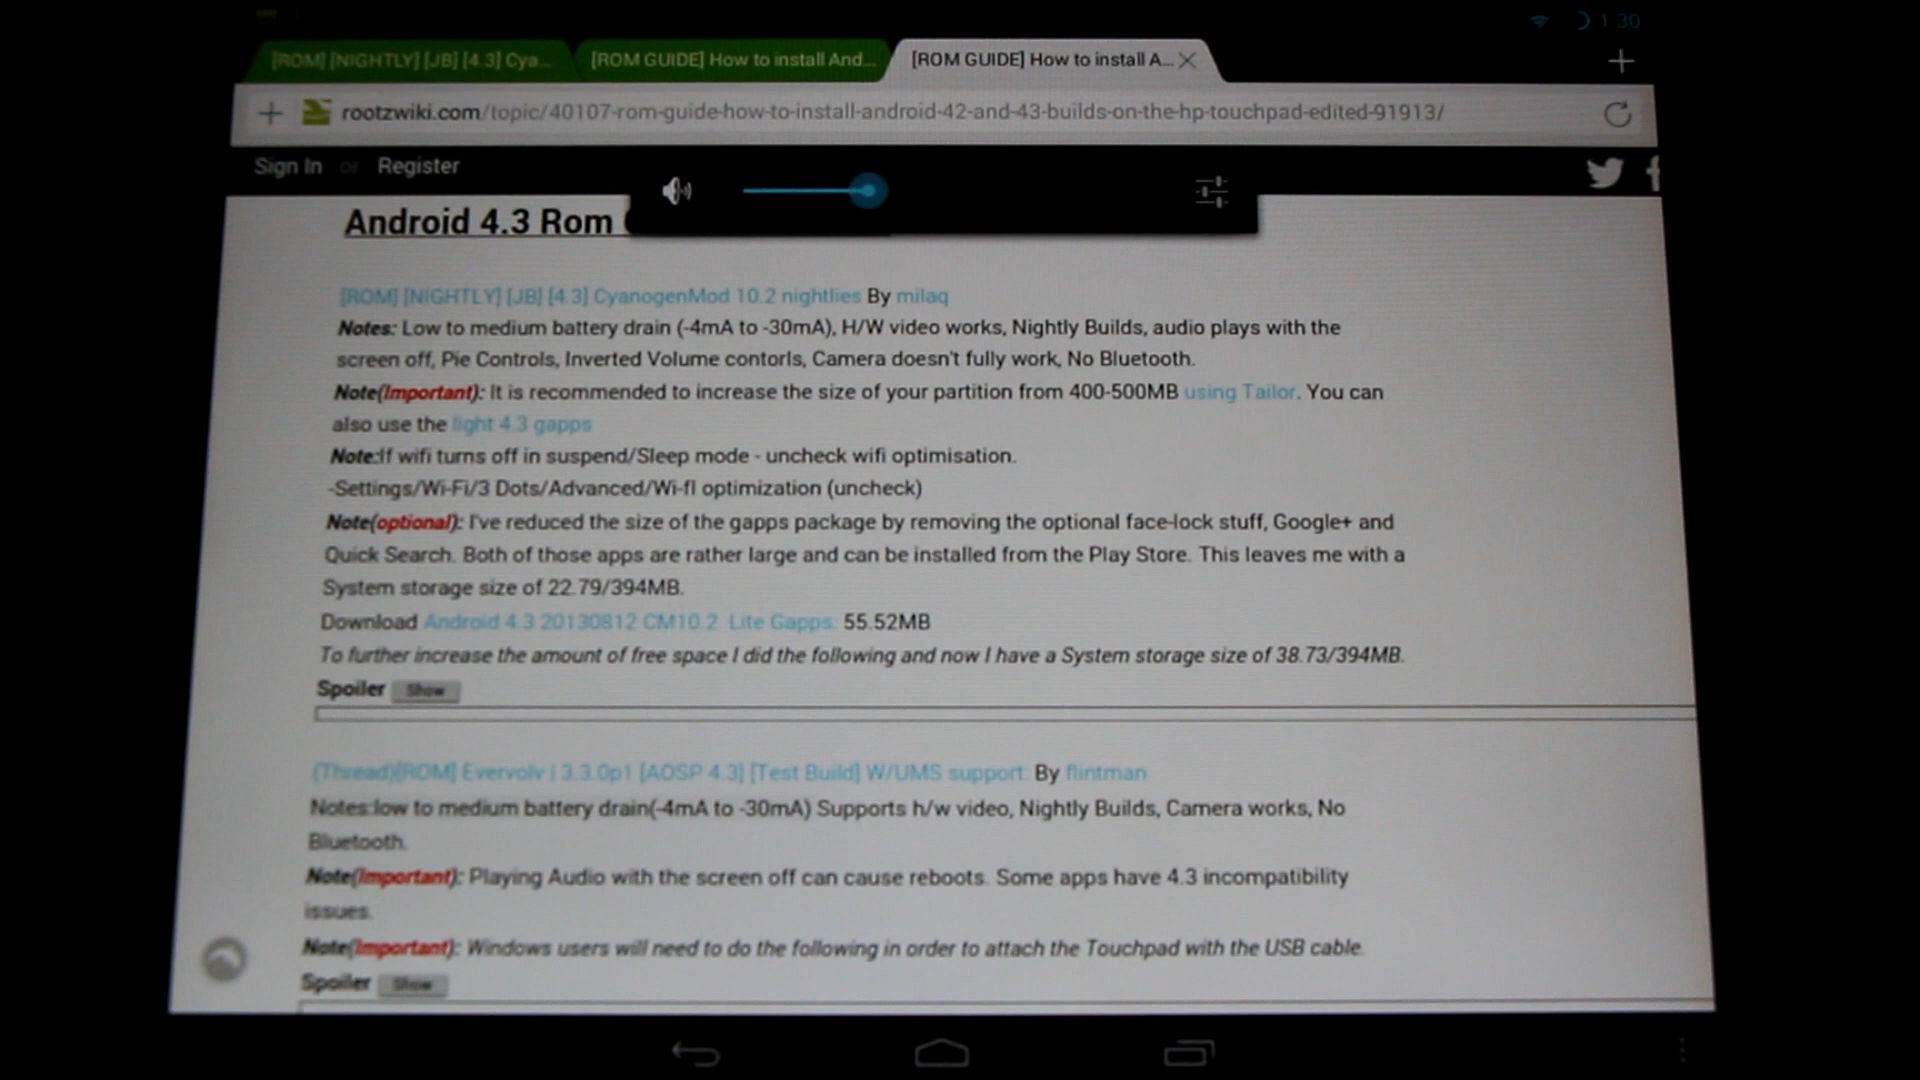 1:30
[ROM] [NIGHTLY] [JB] [4.3] Cya...
[ROM GUIDE] How to install And...
[ROM GUIDE] How to install A...
rootzwiki.com/topic/40107-rom-guide-how-to-install-android-42-and-43-builds-on-the-hp-touchpad-edited-91913/
Sign In or Register
Android 4.3 Rom
[ROM] [NIGHTLY] [JB] [4.3] CyanogenMod 10.2 nightlies By milaq
Notes: Low to medium battery drain (-4mA to -30mA), H/W video works, Nightly Builds, audio plays with the
screen off, Pie Controls, Inverted Volume contorls, Camera doesn't fully work, No Bluetooth.
Note(Important): It is recommended to increase the size of your partition from 400-500MB using Tailor. You can
also use the light 4.3 gapps
Note:If wifi turns off in suspend/Sleep mode - uncheck wifi optimisation.
-Settings/Wi-Fi/3 Dots/Advanced/Wi-fI optimization (uncheck)
Note(optional): I've reduced the size of the gapps package by removing the optional face-lock stuff, Google+ and
Quick Search. Both of those apps are rather large and can be installed from the Play Store. This leaves me with a
System storage size of 22.79/394MB.
Download Android 4.3 20130812 CM10.2 Lite Gapps: 55.52MB
To further increase the amount of free space I did the following and now I have a System storage size of 38.73/394MB.
Spoiler Show
(Thread)[ROM] Evervolv | 3.3.0p1 [AOSP 4.3] [Test Build] W/UMS support: By flintman
Notes:low to medium battery drain(-4mA to -30mA) Supports h/w video, Nightly Builds, Camera works, No
Bluetooth.
Note(Important): Playing Audio with the screen off can cause reboots. Some apps have 4.3 incompatibility
issues.
Note(Important): Windows users will need to do the following in order to attach the Touchpad with the USB cable.
Spoiler Show